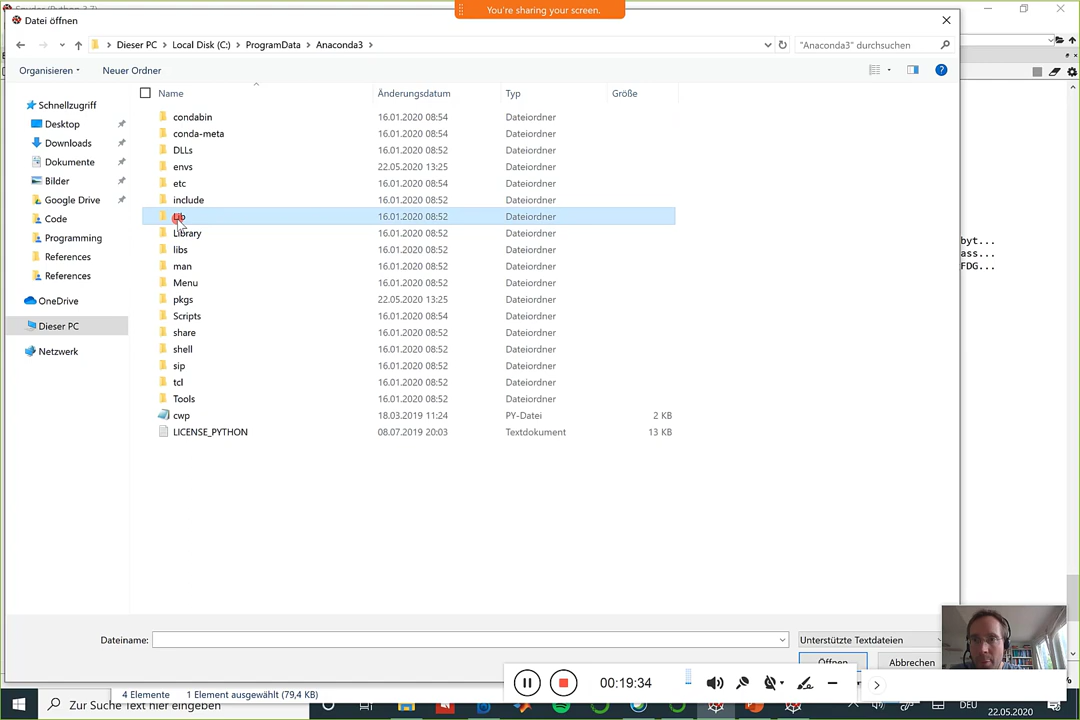 You're sharing your screen.
Datei öffnen
Dieser PC
Local Disk (C:)
ProgramData
Anaconda3
"Anaconda3" durchsuchen
Organisieren
Neuer Ordner
Name
Änderungsdatum
Typ
Größe
Schnellzugriff
Desktop
Downloads
Dokumente
Bilder
Google Drive
Code
Programming
References
References
OneDrive
Dieser PC
Netzwerk
condabin 16.01.2020 08:54 Dateiordner
conda-meta 16.01.2020 08:54 Dateiordner
DLLs 16.01.2020 08:52 Dateiordner
envs 22.05.2020 13:25 Dateiordner
etc 16.01.2020 08:54 Dateiordner
include 16.01.2020 08:52 Dateiordner
Lib 16.01.2020 08:52 Dateiordner
Library 16.01.2020 08:52 Dateiordner
libs 16.01.2020 08:52 Dateiordner
man 16.01.2020 08:52 Dateiordner
Menu 16.01.2020 08:52 Dateiordner
pkgs 22.05.2020 13:25 Dateiordner
Scripts 16.01.2020 08:54 Dateiordner
share 16.01.2020 08:52 Dateiordner
shell 16.01.2020 08:52 Dateiordner
sip 16.01.2020 08:52 Dateiordner
tcl 16.01.2020 08:52 Dateiordner
Tools 16.01.2020 08:52 Dateiordner
cwp 18.03.2019 11:24 PY-Datei 2 KB
LICENSE_PYTHON 08.07.2019 20:03 Textdokument 13 KB
byt...
ass...
FDG...
Dateiname:
Unterstützte Textdateien
Öffnen
Abbrechen
00:19:34
4 Elemente
1 Element ausgewählt (79,4 KB)
Zur Suche Text hier eingeben
DEU
22.05.2020